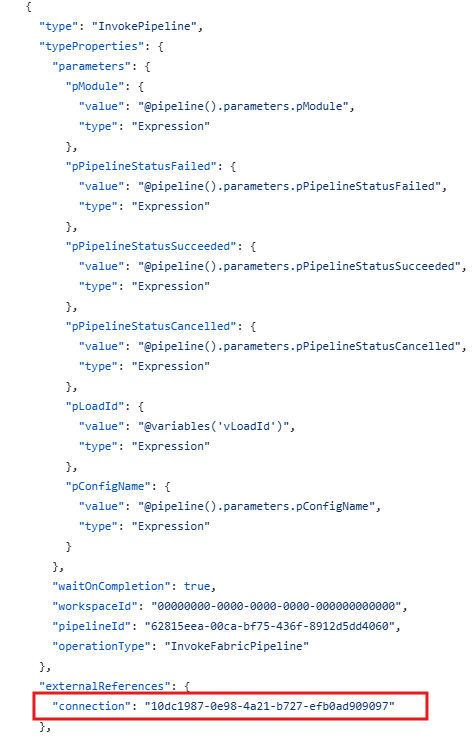 {
"type": "InvokePipeline",
"typeProperties": {
"parameters": {
"pModule": {
"value": "@pipeline().parameters.pModule",
"type": "Expression"
},
"pPipelineStatusFailed": {
"value": "@pipeline().parameters.pPipelineStatusFailed",
"type": "Expression"
},
"pPipelineStatusSucceeded": {
"value": "@pipeline().parameters.pPipelineStatusSucceeded",
"type": "Expression"
},
"pPipelineStatusCancelled": {
"value": "@pipeline().parameters.pPipelineStatusCancelled",
"type": "Expression"
},
"pLoadId": {
"value": "@variables('vLoadId')",
"type": "Expression"
},
"pConfigName": {
"value": "@pipeline().parameters.pConfigName",
"type": "Expression"
}
},
"waitOnCompletion": true,
"workspaceId": "00000000-0000-0000-0000-000000000000",
"pipelineId": "62815eea-00ca-bf75-436f-8912d5dd4060",
"operationType": "InvokeFabricPipeline"
},
"externalReferences": {
"connection": "10dc1987-0e98-4a21-b727-efb0ad909097"
},